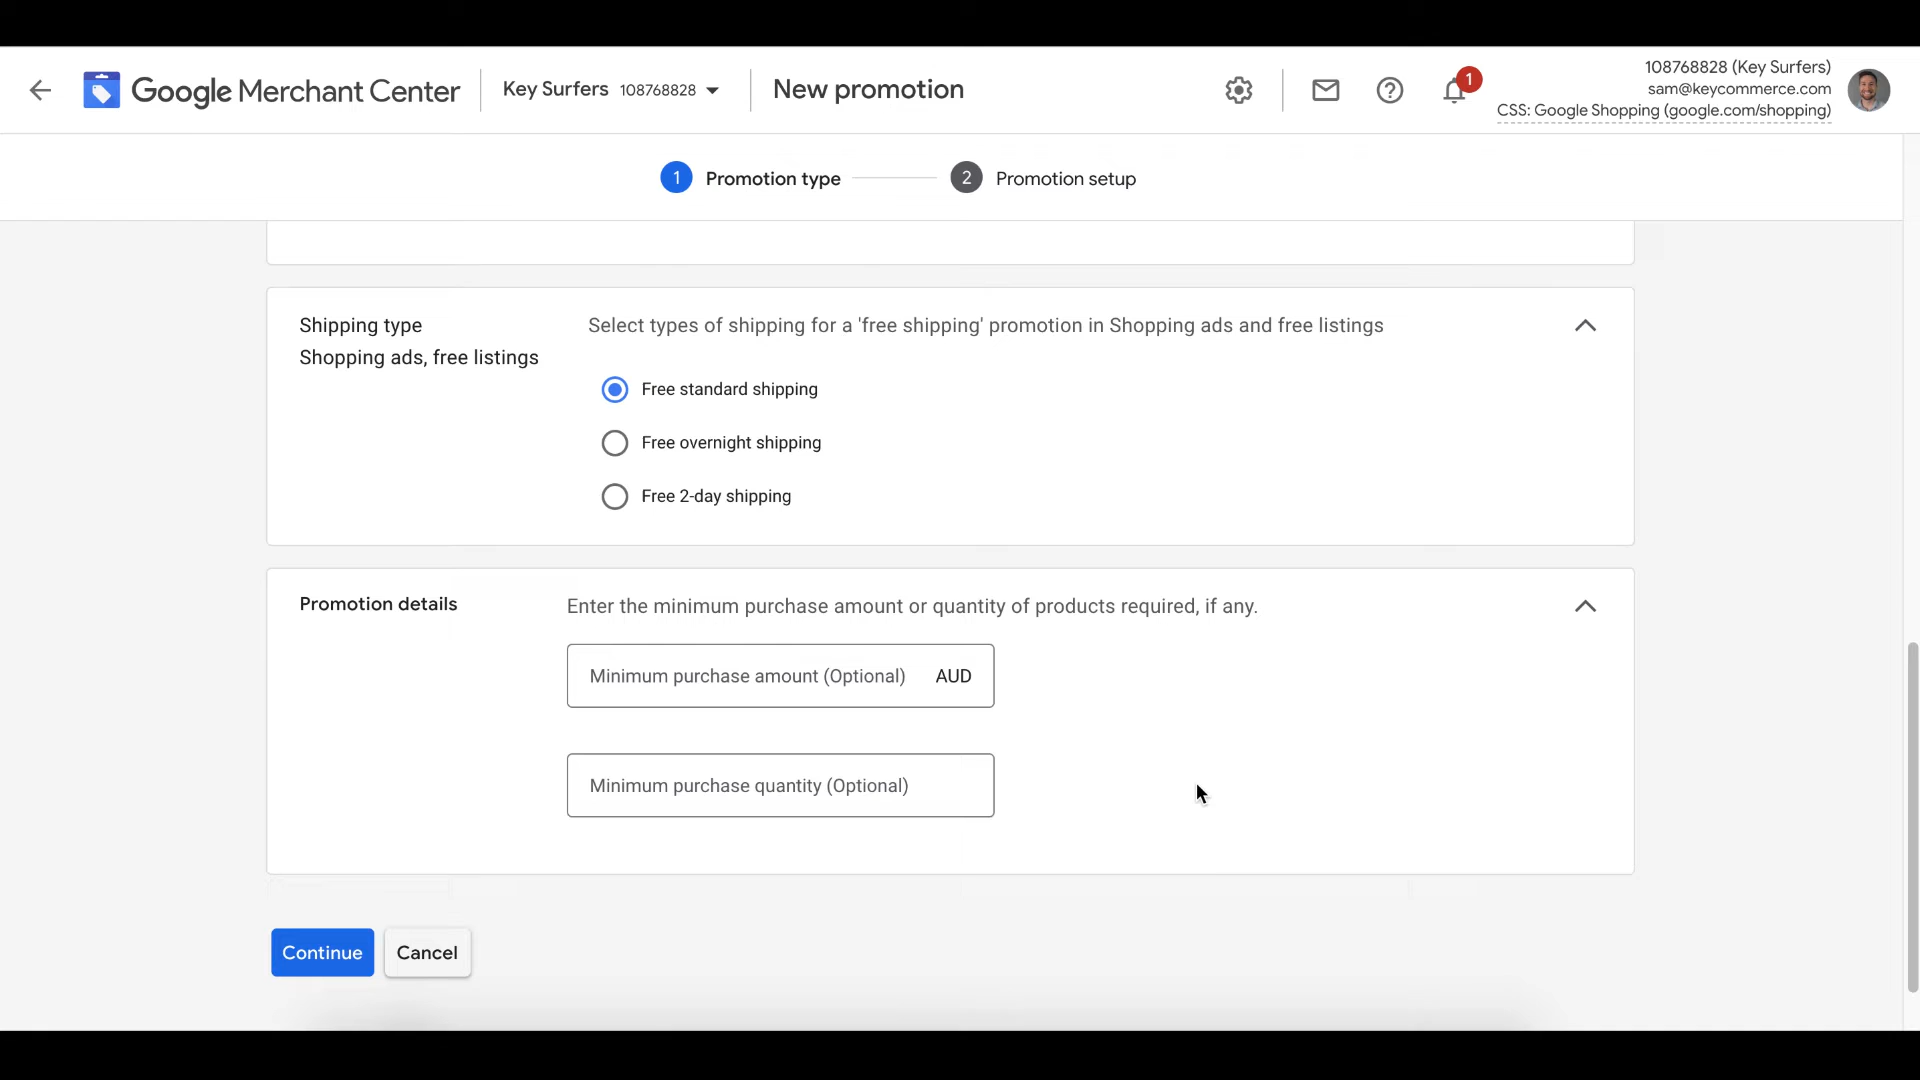 Google Merchant Center
Key Surfers 108768828
New promotion
1
108768828 (Key Surfers)
sam@keycommerce.com
CSS: Google Shopping (google.com/shopping)
1 Promotion type
2 Promotion setup
Shipping type
Shopping ads, free listings
Select types of shipping for a 'free shipping' promotion in Shopping ads and free listings
Free standard shipping
Free overnight shipping
Free 2-day shipping
Promotion details
Enter the minimum purchase amount or quantity of products required, if any.
Minimum purchase amount (Optional) AUD
Minimum purchase quantity (Optional)
Continue
Cancel